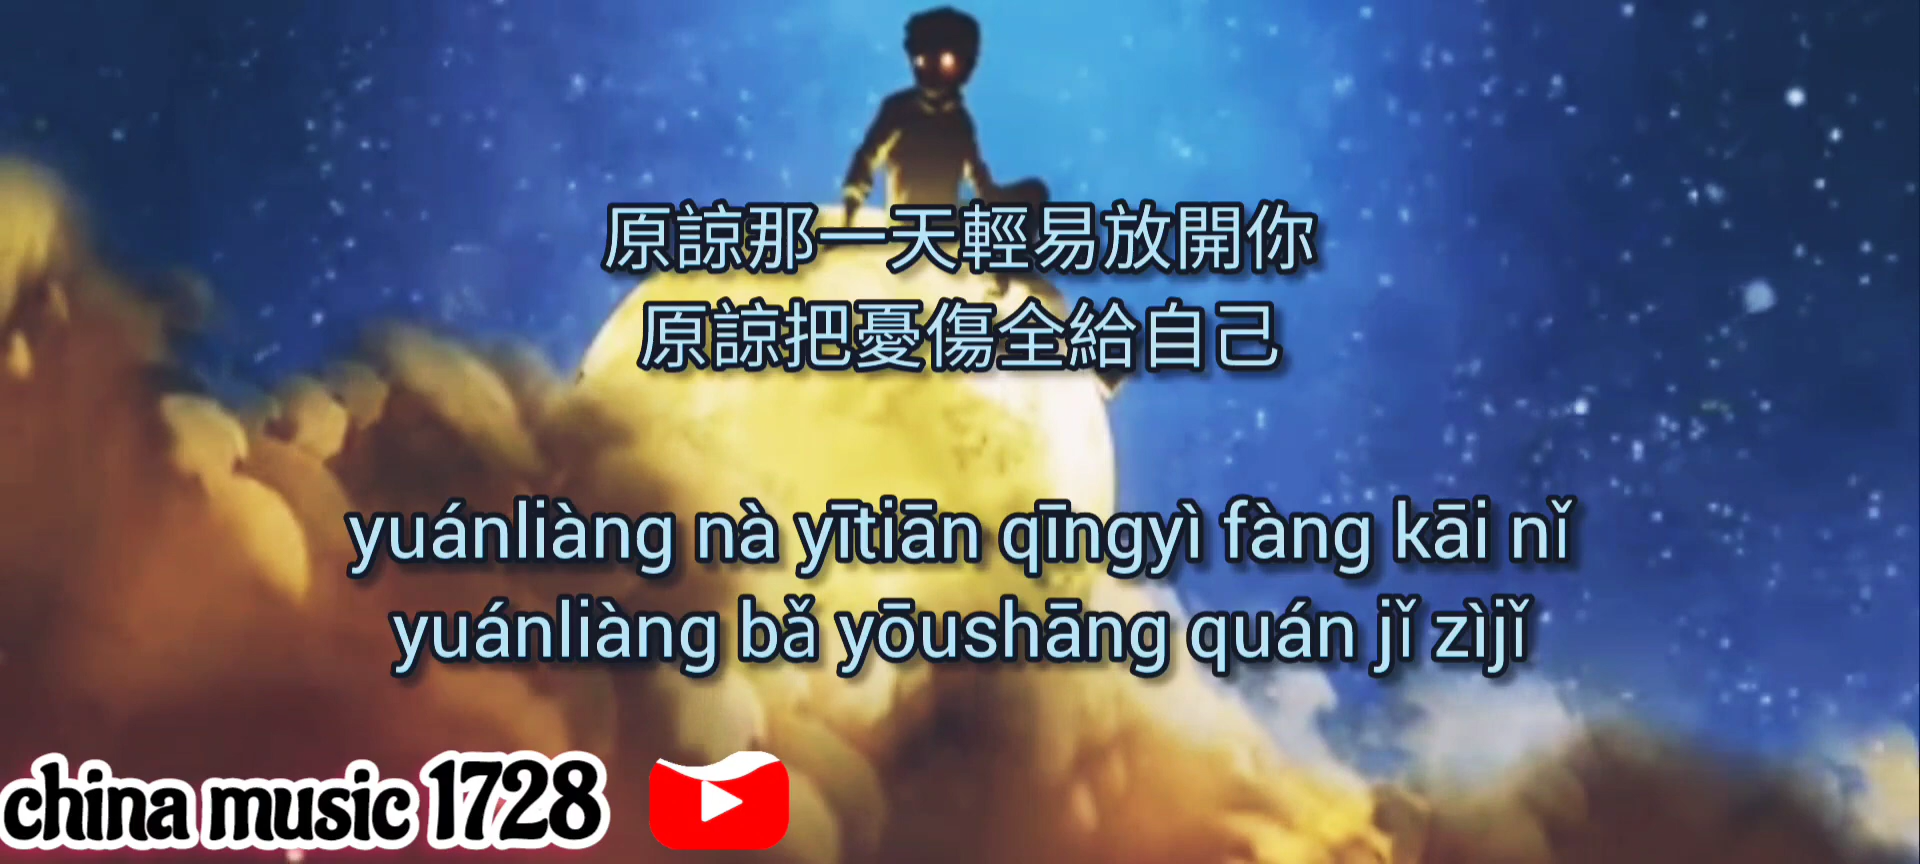 原諒那一天輕易放開你
原諒把憂傷全給自己
yuánliàng nà yītiān qīngyì fàng kāi nǐ
yuánliàng bǎ yōushāng quán jǐ zìjǐ
china music 1728